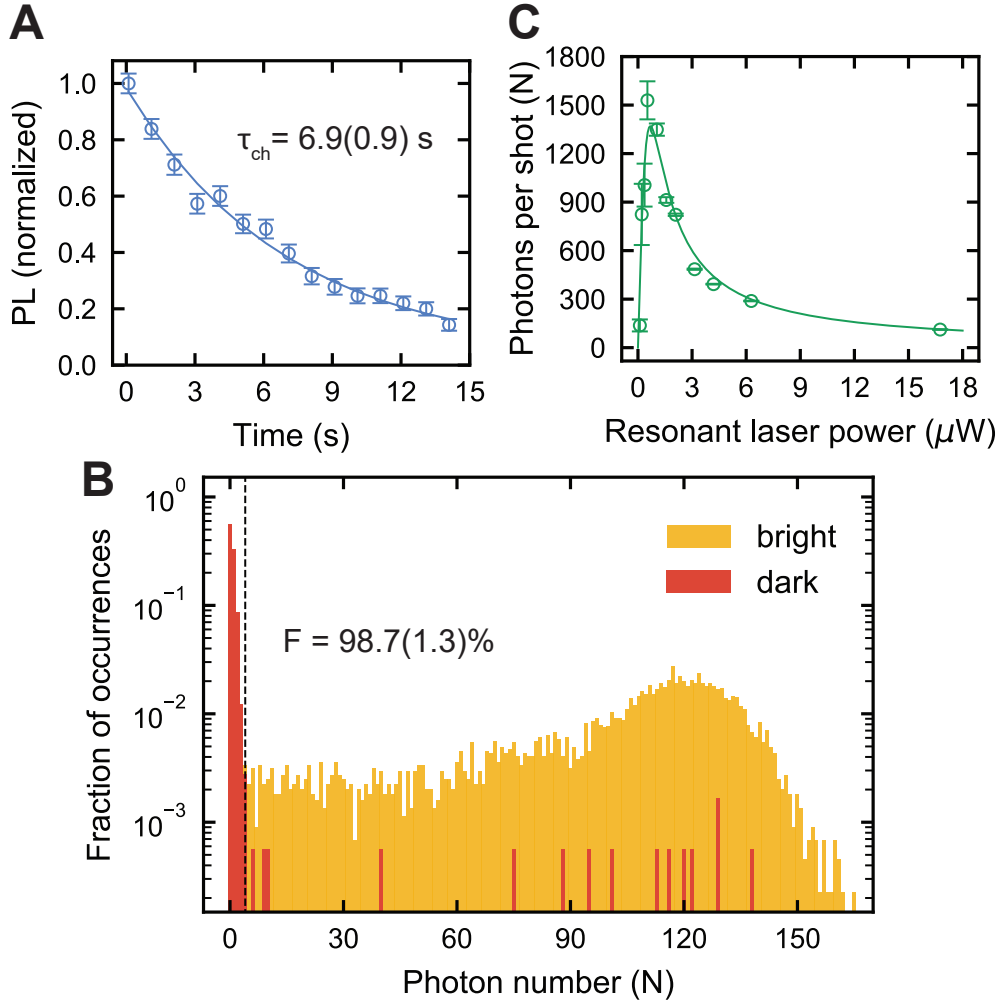 A
PL (normalized)
1.0
0.8
0.6
0.4
0.2
0.0
τch= 6.9(0.9) s
0 3 6 9 12 15
Time (s)
C
Photons per shot (N)
1800
1500
1200
900
600
300
0
0 3 6 9 12 15 18
Resonant laser power (μW)
B
Fraction of occurrences
10⁰
10⁻¹
10⁻²
10⁻³
bright
dark
F = 98.7(1.3)%
0 30 60 90 120 150
Photon number (N)